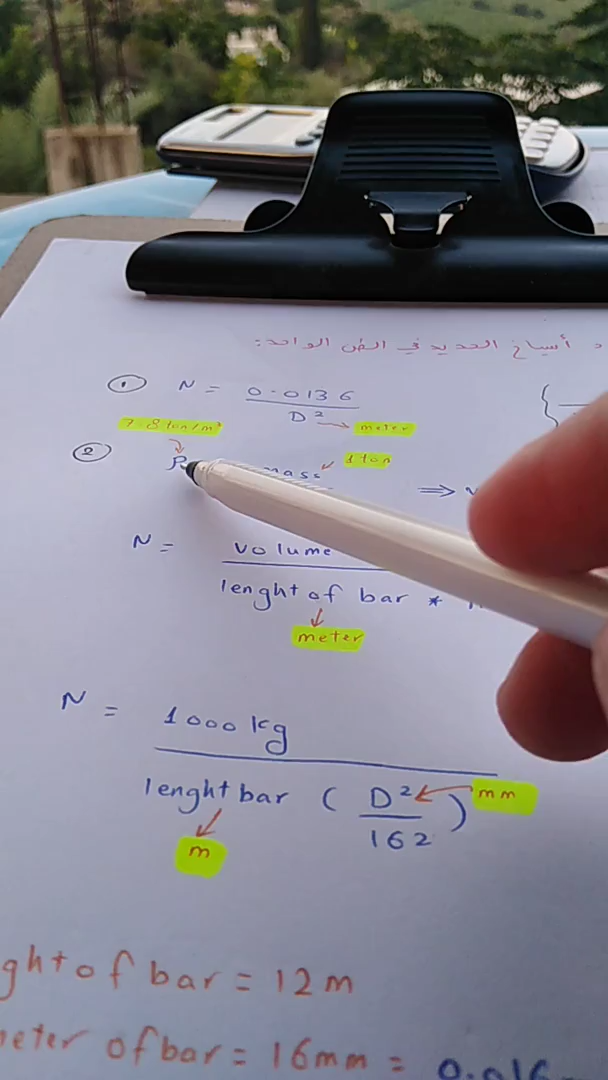 أسياخ الحديد في الطن الواحد:
① N = 0.0136 / D² → meter
7.8 ton/m³
② mass 1 ton ⇒
N = volume / lenght of bar *
meter
N = 1000 kg / lenght bar ( D² / 162 ) mm
m
ght of bar = 12 m
eter of bar = 16mm = 0.016